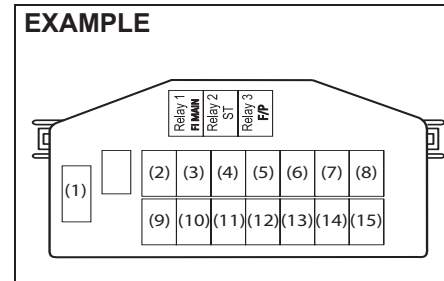 EXAMPLE
Relay 1
FI MAIN
Relay 2
ST
Relay 3
F/P
(1)
(2) (3) (4) (5) (6) (7) (8)
(9) (10) (11) (12) (13) (14) (15)